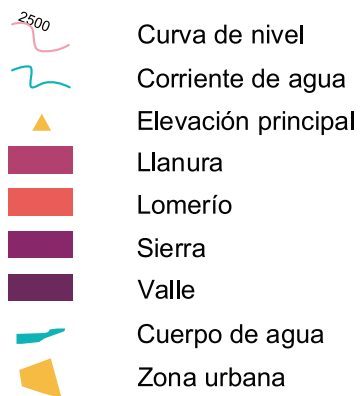 2500
Curva de nivel
Corriente de agua
Elevación principal
Llanura
Lomerío
Sierra
Valle
Cuerpo de agua
Zona urbana